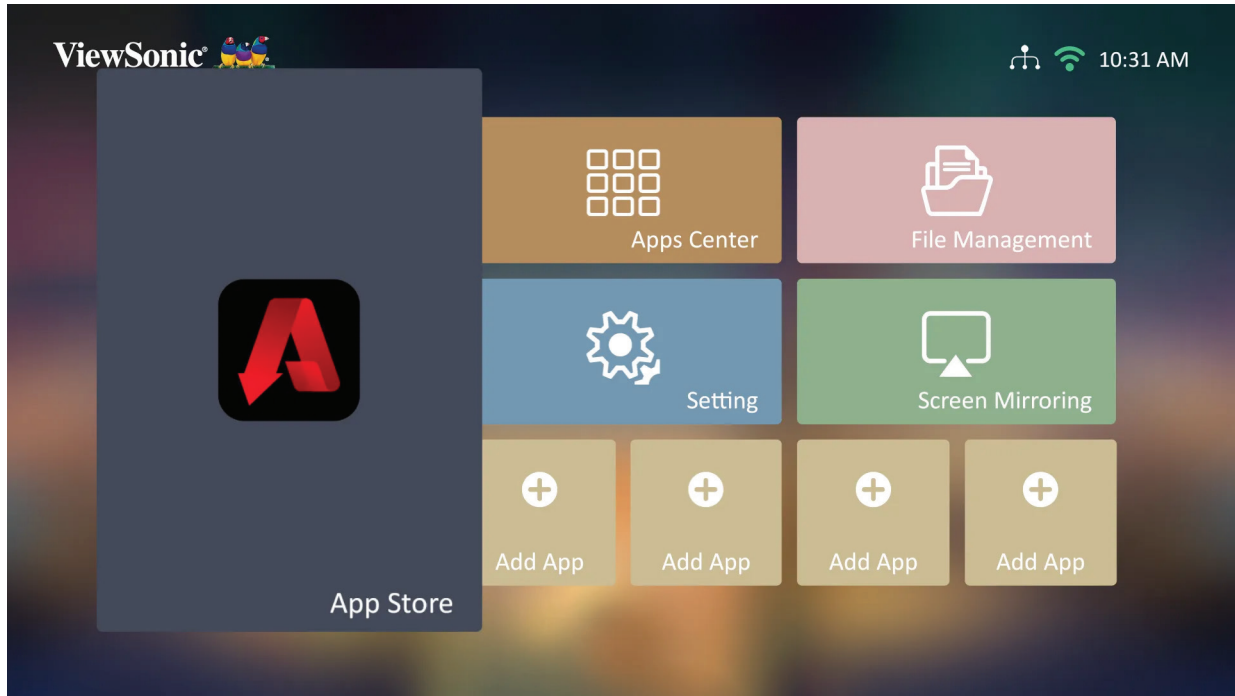 ViewSonic®
10:31 AM
Apps Center
File Management
Setting
Screen Mirroring
Add App
Add App
Add App
Add App
App Store